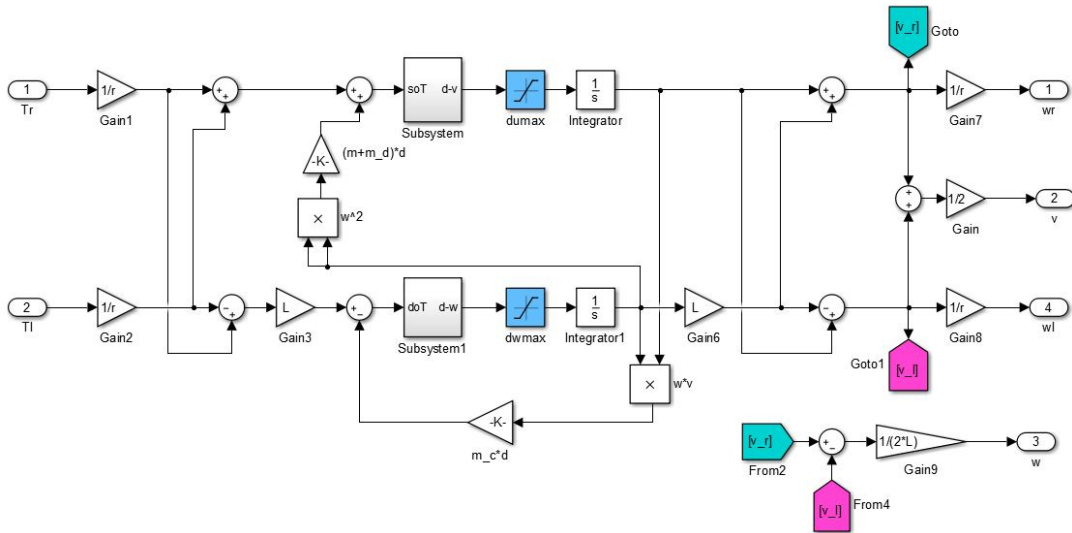 [v_r]
Goto
1
Tr
1/r
Gain1
+
+
+
+
soT d-v
Subsystem
dumax
1
s
Integrator
+
+
1/r
Gain7
1
wr
-K-
(m+m_d)*d
×
w^2
+
+
1/2
Gain
2
v
2
Tl
1/r
Gain2
−
+
L
Gain3
+
−
doT d-w
Subsystem1
dwmax
1
s
Integrator1
L
Gain6
−
+
1/r
Gain8
4
wl
Goto1
[v_l]
×
w*v
-K-
m_c*d
[v_r]
From2
+
−
1/(2*L)
Gain9
3
w
[v_l]
From4